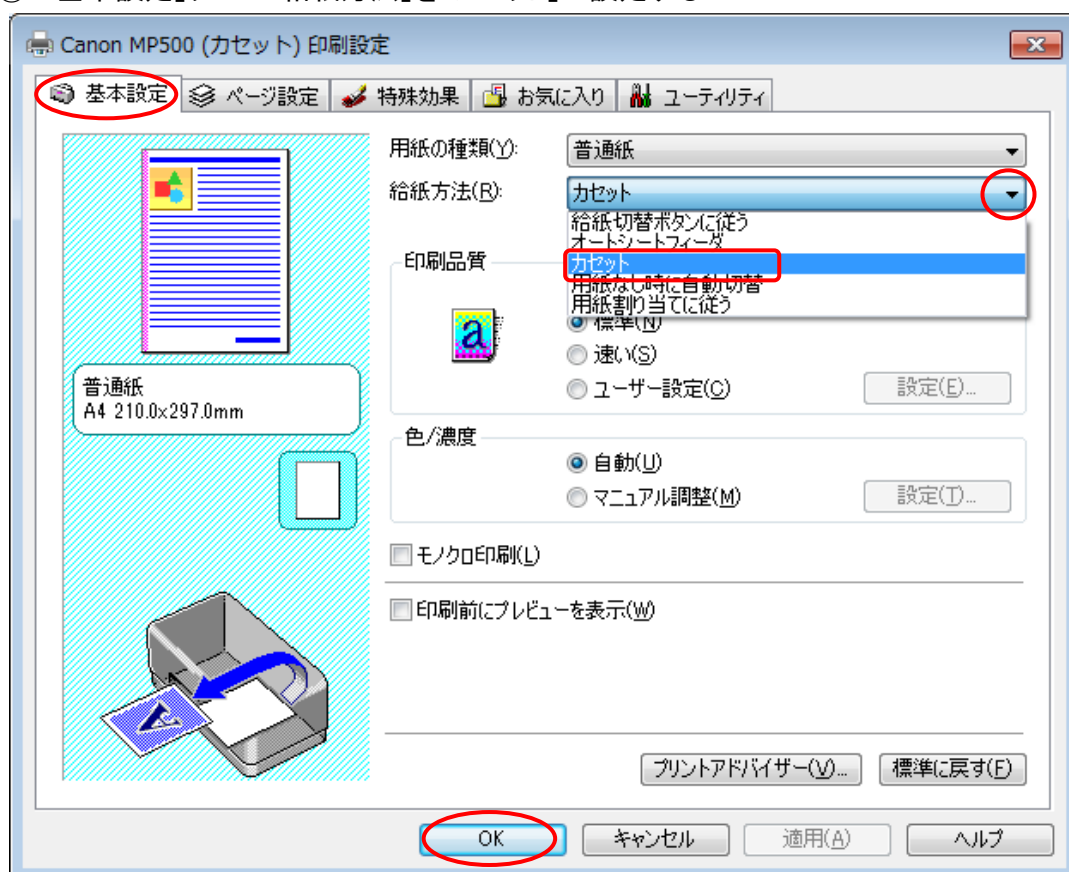 Canon MP500 (カセット) 印刷設定
基本設定 ページ設定 特殊効果 お気に入り ユーティリティ
用紙の種類(Y): 普通紙
給紙方法(R): カセット
給紙切替ボタンに従う
オートシートフィーダ
カセット
用紙なし時に自動切替
用紙割り当てに従う
印刷品質
標準(N)
速い(S)
ユーザー設定(C) 設定(E)...
普通紙
A4 210.0x297.0mm
色/濃度
自動(U)
マニュアル調整(M) 設定(T)...
モノクロ印刷(L)
印刷前にプレビューを表示(W)
プリントアドバイザー(V)... 標準に戻す(F)
OK キャンセル 適用(A) ヘルプ